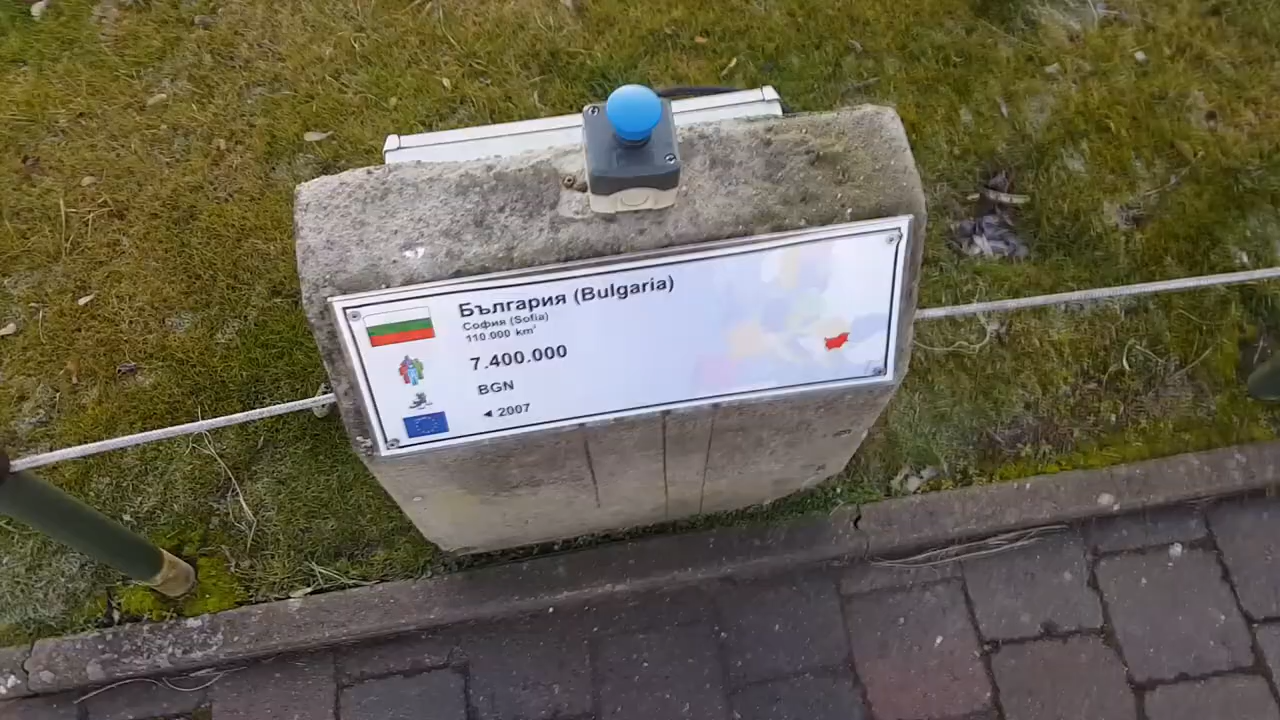 България (Bulgaria)
София (Sofia)
110.000 km²
7.400.000
BGN
◄ 2007